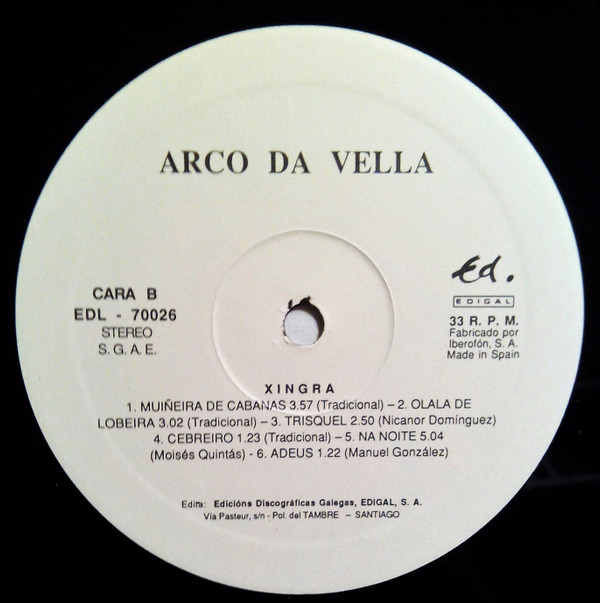 ARCO DA VELLA
CARA B
EDL - 70026
STEREO
S.G.A.E.
Ed.
EDIGAL
33 R. P. M.
Fabricado por
Iberofón, S. A.
Made in Spain
XINGRA
1. MUIÑEIRA DE CABANAS 3.57 (Tradicional) – 2. OLALA DE
LOBEIRA 3.02 (Tradicional) – 3. TRISQUEL 2.50 (Nicanor Domínguez)
4. CEBREIRO 1.23 (Tradicional) – 5. NA NOITE 5.04
(Moisés Quintás) - 6. ADEUS 1.22 (Manuel González)
Edita: Edicións Discográficas Galegas, EDIGAL, S. A.
Vía Pasteur, s/n - Pol. del TAMBRE – SANTIAGO